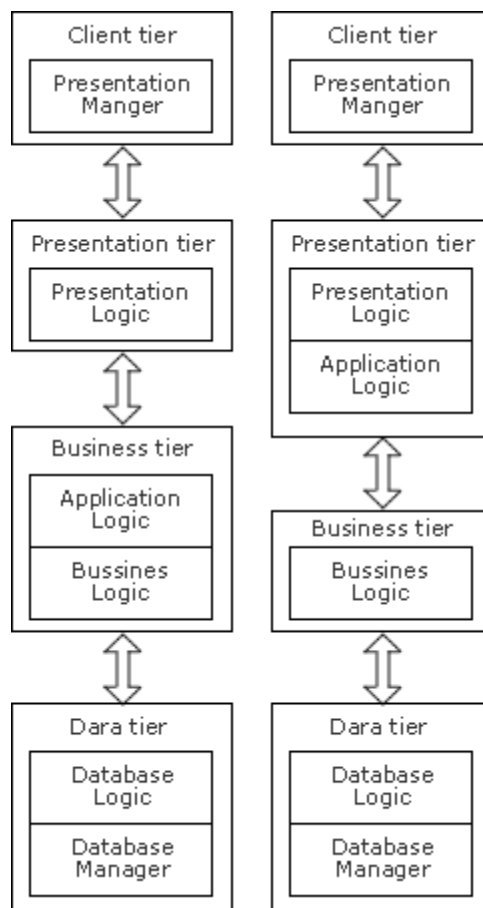 Client tier
Presentation
Manger
Presentation tier
Presentation
Logic
Business tier
Application
Logic
Bussines
Logic
Dara tier
Database
Logic
Database
Manager
Client tier
Presentation
Manger
Presentation tier
Presentation
Logic
Application
Logic
Business tier
Bussines
Logic
Dara tier
Database
Logic
Database
Manager